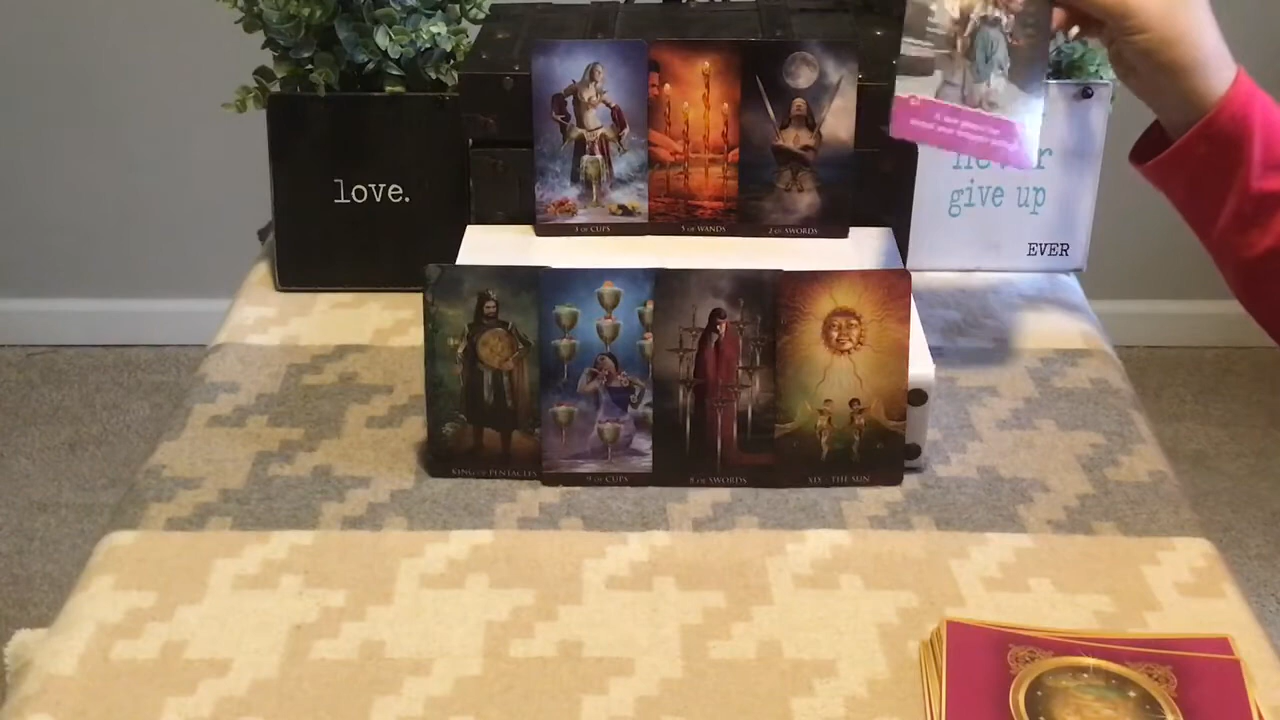 love.
3 OF CUPS
5 OF WANDS
2 OF SWORDS
never
give up
EVER
KING OF PENTACLES
9 OF CUPS
8 OF SWORDS
XIX THE SUN